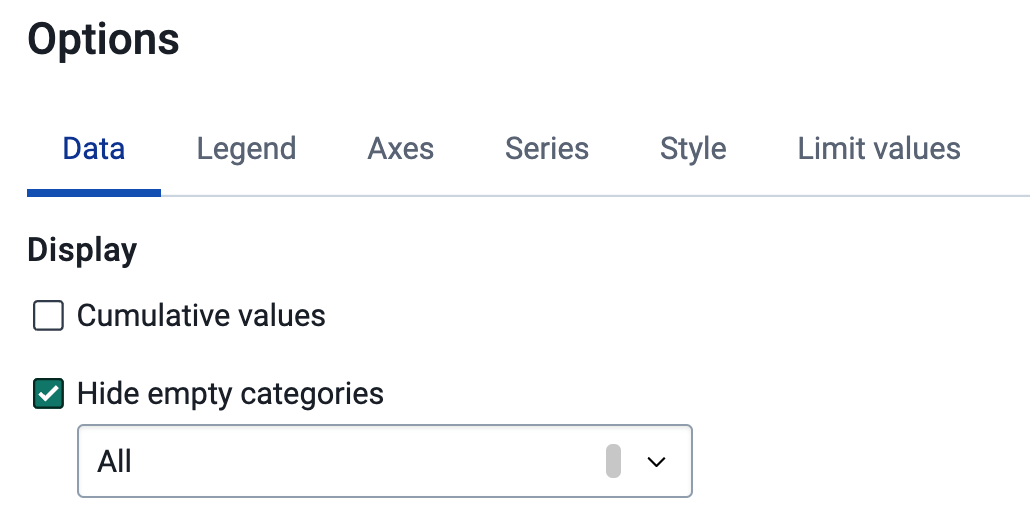 Options
Data Legend Axes Series Style Limit values
Display
Cumulative values
Hide empty categories
All